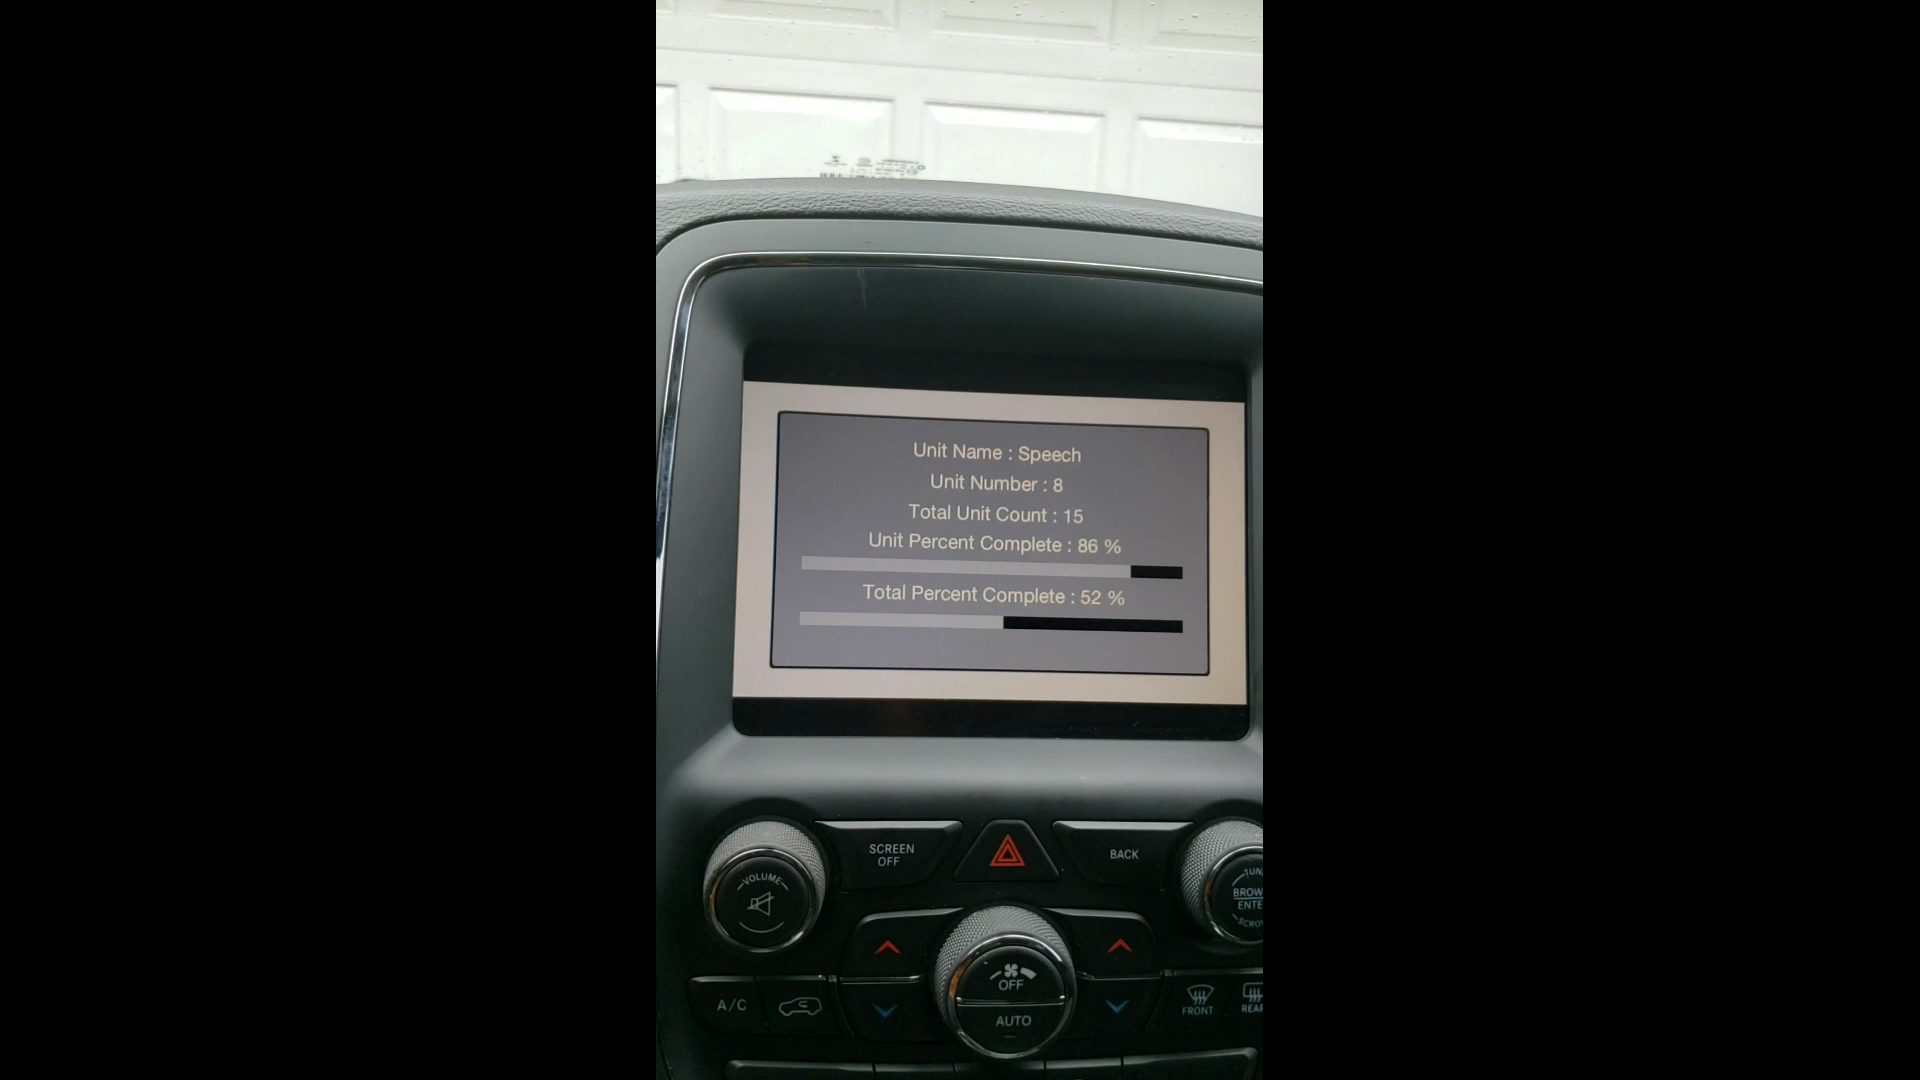 Unit Name : Speech
Unit Number : 8
Total Unit Count : 15
Unit Percent Complete : 86 %
Total Percent Complete : 52 %
SCREEN
OFF
BACK
VOLUME
OFF
AUTO
A/C
FRONT